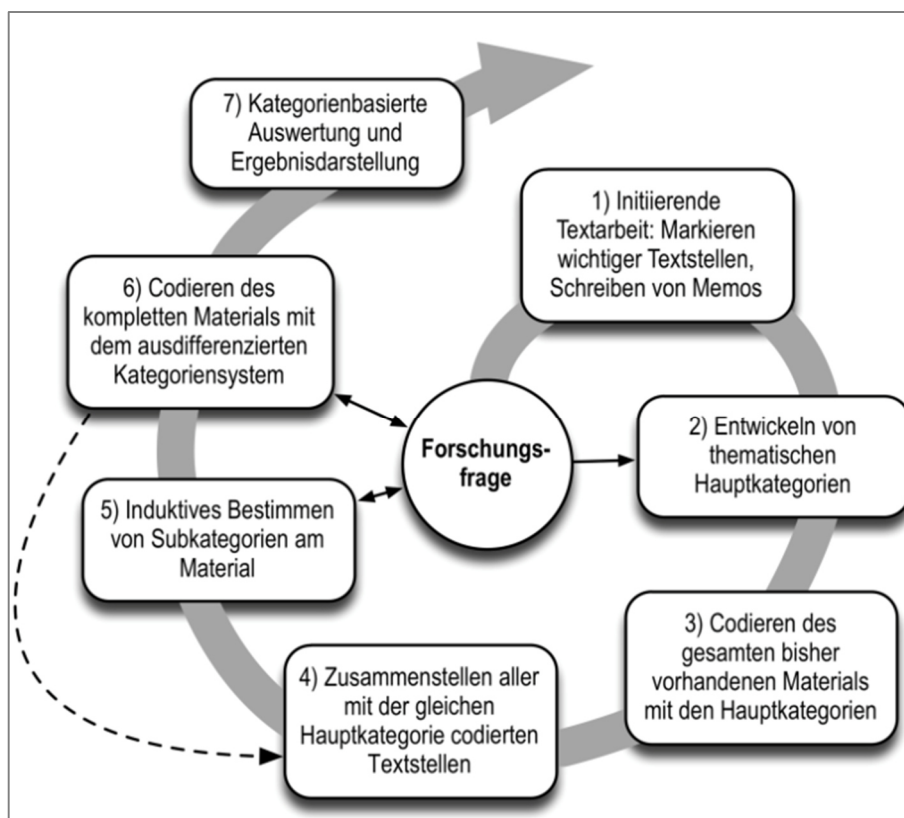 7) Kategorienbasierte
Auswertung und
Ergebnisdarstellung
1) Initiierende
Textarbeit: Markieren
wichtiger Textstellen,
Schreiben von Memos
6) Codieren des
kompletten Materials mit
dem ausdifferenzierten
Kategoriensystem
Forschungs-
frage
2) Entwickeln von
thematischen
Hauptkategorien
5) Induktives Bestimmen
von Subkategorien am
Material
3) Codieren des
gesamten bisher
vorhandenen Materials
mit den Hauptkategorien
4) Zusammenstellen aller
mit der gleichen
Hauptkategorie codierten
Textstellen